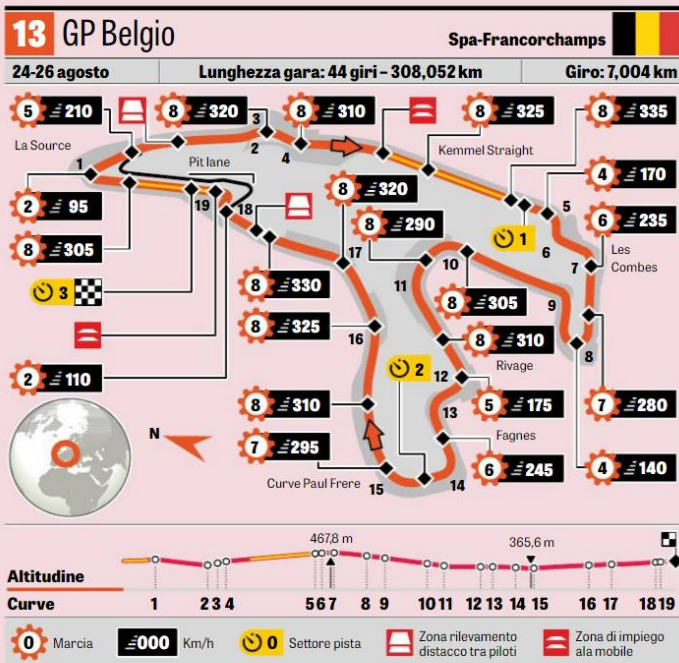 13 GP Belgio
Spa-Francorchamps
24-26 agosto
Lunghezza gara: 44 giri – 308,052 km
Giro: 7,004 km
5 210
8 320
3
8 310
8 325
8 335
La Source
2
4
Kemmel Straight
4 170
1
Pit lane
5
2 95
19
18
8 320
1
6
6 235
8 305
8 290
7
Les
Combes
17
10
3
8 330
11
8 305
9
8 325
16
8 310
8
Rivage
2 110
2
12
8 310
5 175
7 280
N
13
Fagnes
7 295
6 245
4 140
Curve Paul Frere
15
14
467,8 m
365,6 m
Altitudine
Curve
1 2 3 4 5 6 7 8 9 10 11 12 13 14 15 16 17 18 19
0 Marcia
000 Km/h
0 Settore pista
Zona rilevamento
distacco tra piloti
Zona di impiego
ala mobile